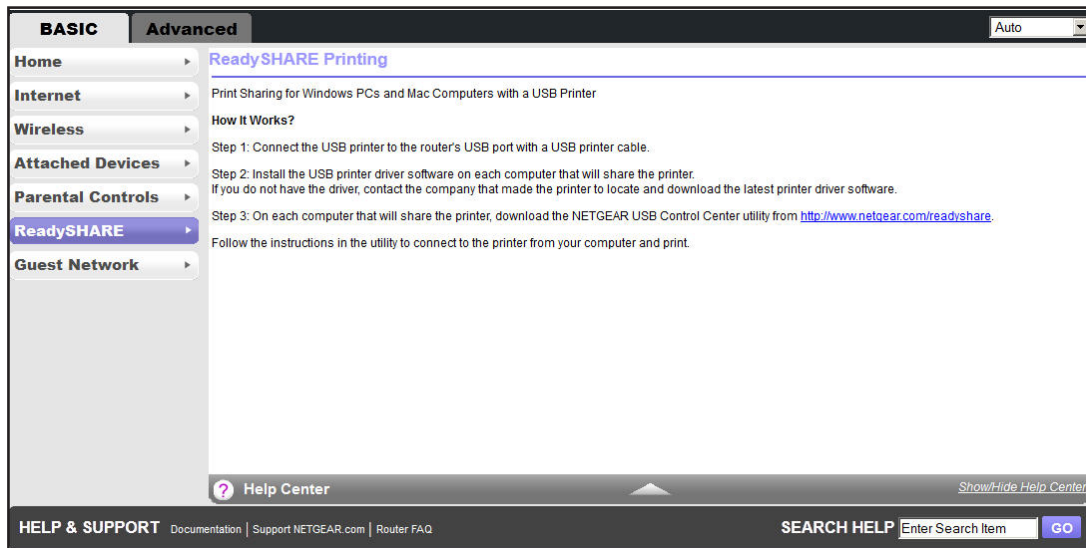 BASIC
Advanced
Auto
Home
Internet
Wireless
Attached Devices
Parental Controls
ReadySHARE
Guest Network
ReadySHARE Printing
Print Sharing for Windows PCs and Mac Computers with a USB Printer
How It Works?
Step 1: Connect the USB printer to the router's USB port with a USB printer cable.
Step 2: Install the USB printer driver software on each computer that will share the printer.
If you do not have the driver, contact the company that made the printer to locate and download the latest printer driver software.
Step 3: On each computer that will share the printer, download the NETGEAR USB Control Center utility from http://www.netgear.com/readyshare.
Follow the instructions in the utility to connect to the printer from your computer and print.
? Help Center
Show/Hide Help Center
HELP & SUPPORT Documentation | Support NETGEAR.com | Router FAQ
SEARCH HELP Enter Search Item GO